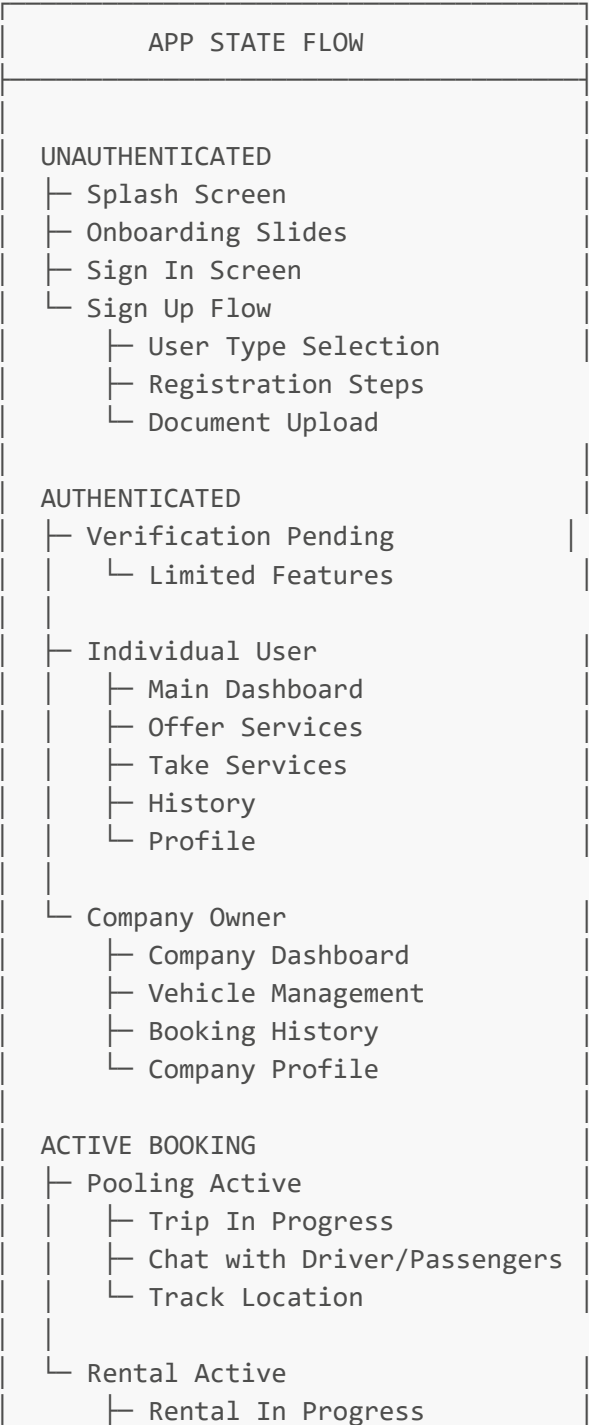 APP STATE FLOW
UNAUTHENTICATED
├─ Splash Screen
├─ Onboarding Slides
├─ Sign In Screen
└─ Sign Up Flow
├─ User Type Selection
├─ Registration Steps
└─ Document Upload
AUTHENTICATED
├─ Verification Pending
│ └─ Limited Features
├─ Individual User
│ ├─ Main Dashboard
│ ├─ Offer Services
│ ├─ Take Services
│ ├─ History
│ └─ Profile
└─ Company Owner
├─ Company Dashboard
├─ Vehicle Management
├─ Booking History
└─ Company Profile
ACTIVE BOOKING
├─ Pooling Active
│ ├─ Trip In Progress
│ ├─ Chat with Driver/Passengers
│ └─ Track Location
└─ Rental Active
├─ Rental In Progress